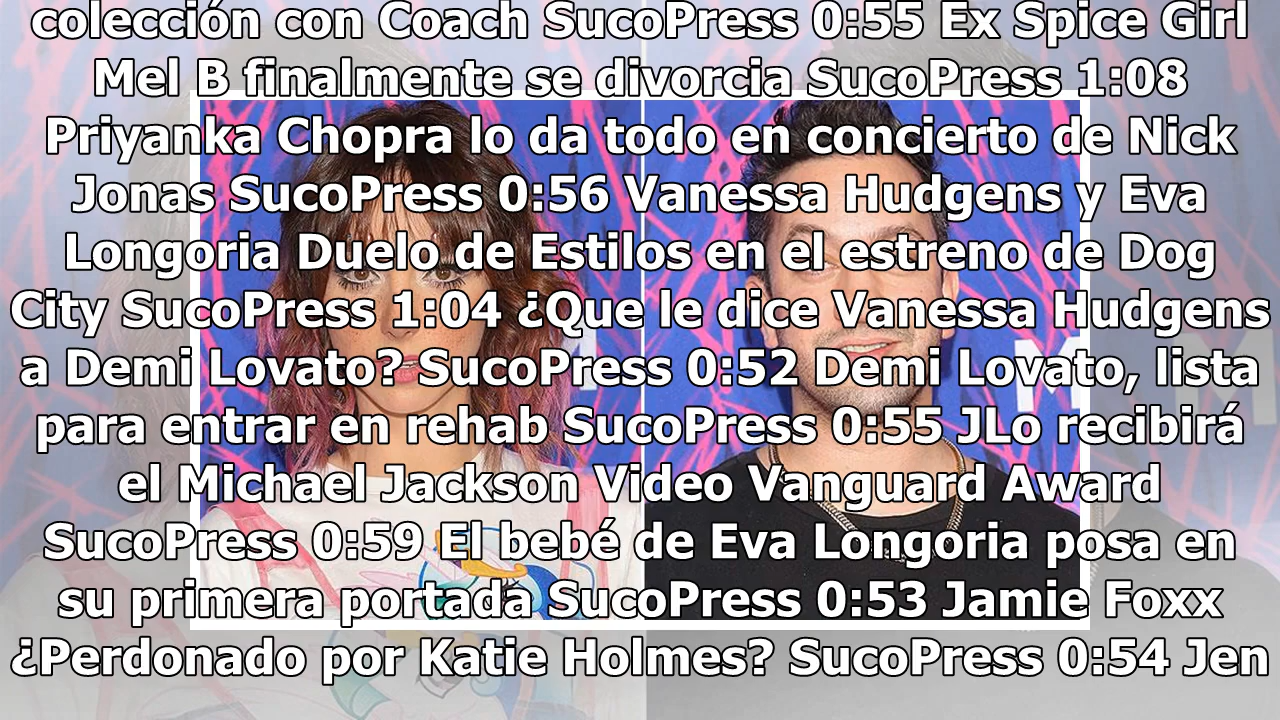 colección con Coach SucoPress 0:55 Ex Spice Girl
Mel B finalmente se divorcia SucoPress 1:08
Priyanka Chopra lo da todo en concierto de Nick
Jonas SucoPress 0:56 Vanessa Hudgens y Eva
Longoria Duelo de Estilos en el estreno de Dog
City SucoPress 1:04 ¿Que le dice Vanessa Hudgens
a Demi Lovato? SucoPress 0:52 Demi Lovato, lista
para entrar en rehab SucoPress 0:55 JLo recibirá
el Michael Jackson Video Vanguard Award
SucoPress 0:59 El bebé de Eva Longoria posa en
su primera portada SucoPress 0:53 Jamie Foxx
¿Perdonado por Katie Holmes? SucoPress 0:54 Jen